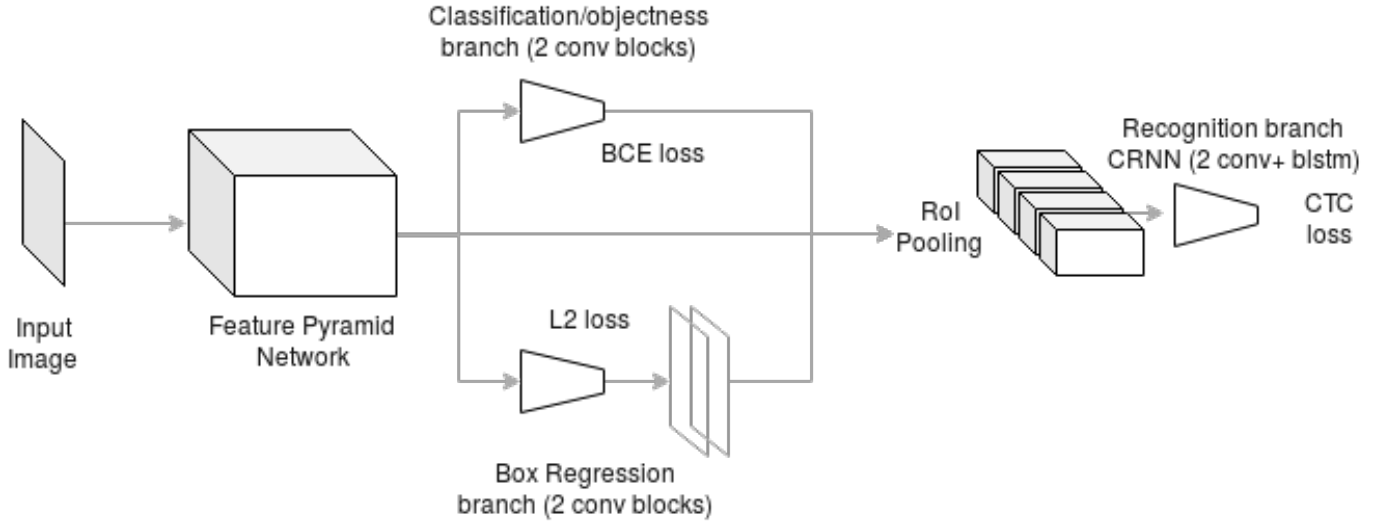 Classification/objectness
branch (2 conv blocks)
BCE loss
Recognition branch
CRNN (2 conv+ blstm)
CTC
loss
RoI
Pooling
Input
Image
Feature Pyramid
Network
L2 loss
Box Regression
branch (2 conv blocks)